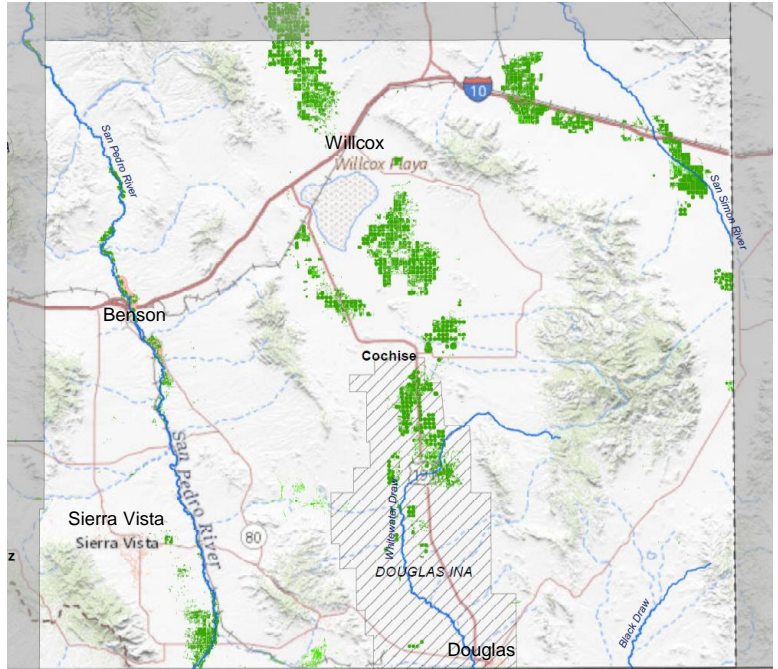 10
San Pedro River
Willcox
Willcox Playa
San Simon River
Benson
Cochise
San Pedro River
Whitewater Draw
Sierra Vista
Sierra Vista
80
DOUGLAS INA
z
Black Draw
Douglas